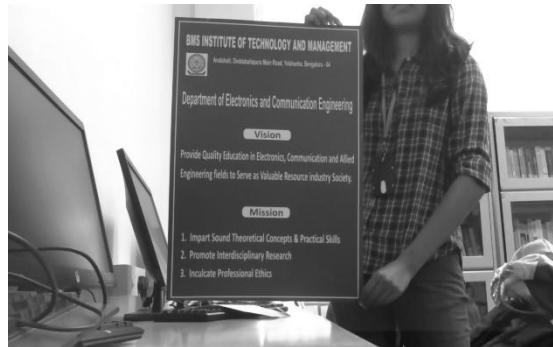 BMS INSTITUTE OF TECHNOLOGY AND MANAGEMENT
Avalahalli, Doddaballapura Main Road, Yelahanka, Bengaluru - 64
Department of Electronics and Communication Engineering
Vision
Provide Quality Education in Electronics, Communication and Allied
Engineering fields to Serve as Valuable Resource industry Society.
Mission
1. Impart Sound Theoretical Concepts & Practical Skills
2. Promote Interdisciplinary Research
3. Inculcate Professional Ethics